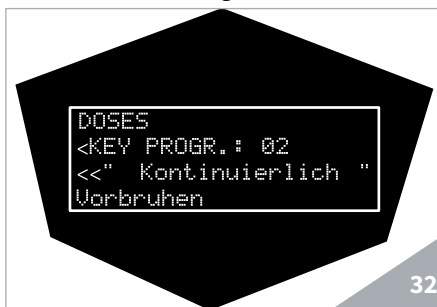 DOSES
<KEY PROGR.: 02
<<" Kontinuierlich "
Vorbruhen
32